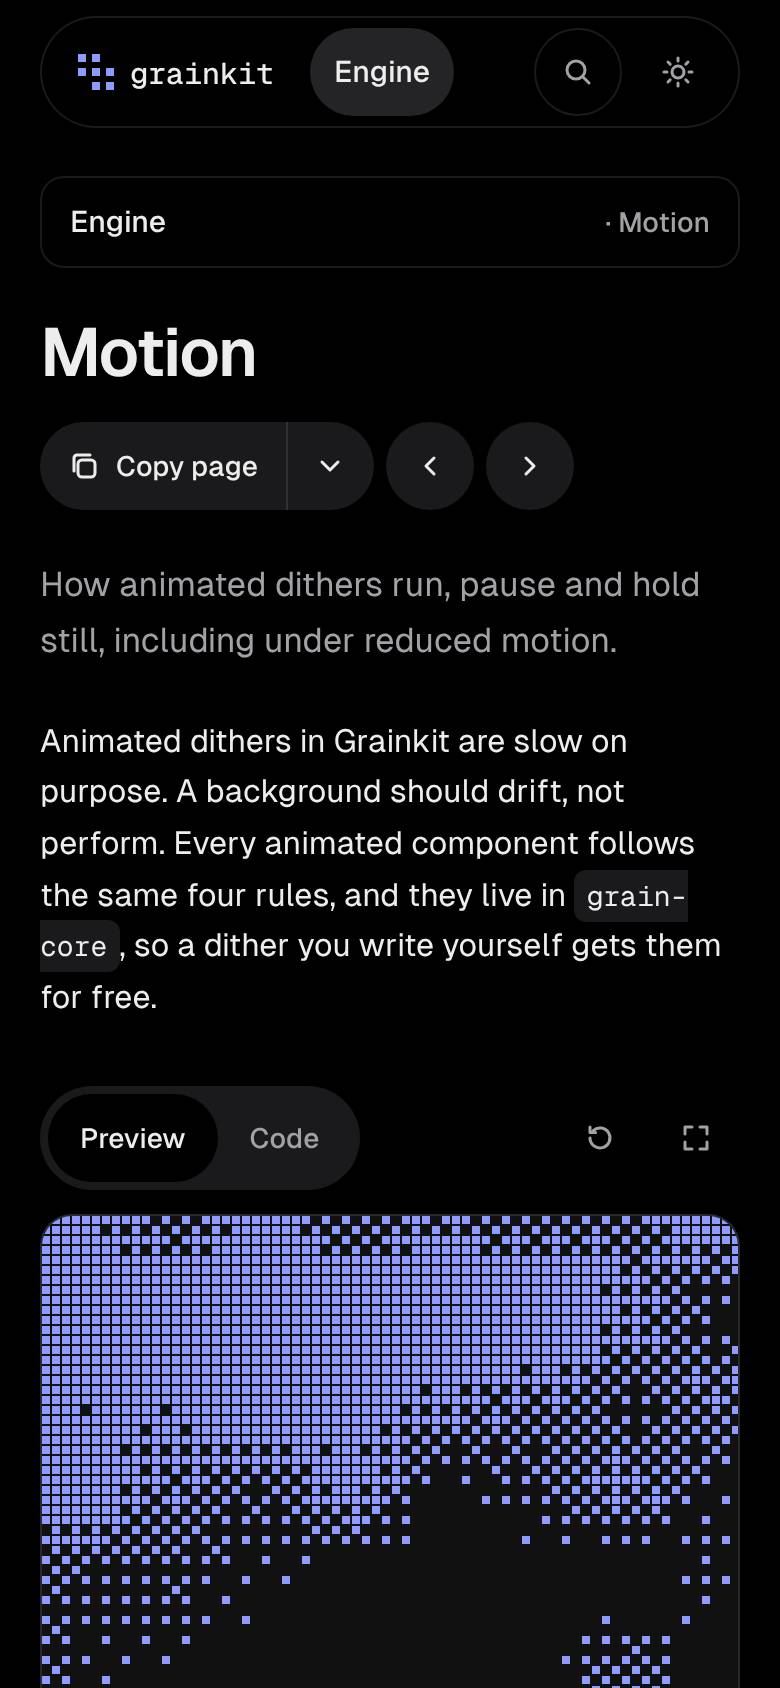 grainkit
Engine
Engine
· Motion
Motion
Copy page
How animated dithers run, pause and hold
still, including under reduced motion.
Animated dithers in Grainkit are slow on
purpose. A background should drift, not
perform. Every animated component follows
the same four rules, and they live in grain-
core, so a dither you write yourself gets them
for free.
Preview
Code